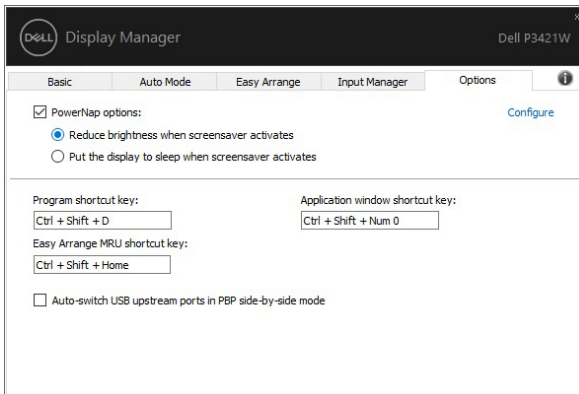 DELL Display Manager
Dell P3421W
Basic
Auto Mode
Easy Arrange
Input Manager
Options
PowerNap options:
Configure
Reduce brightness when screensaver activates
Put the display to sleep when screensaver activates
Program shortcut key:
Application window shortcut key:
Ctrl + Shift + D
Ctrl + Shift + Num 0
Easy Arrange MRU shortcut key:
Ctrl + Shift + Home
Auto-switch USB upstream ports in PBP side-by-side mode